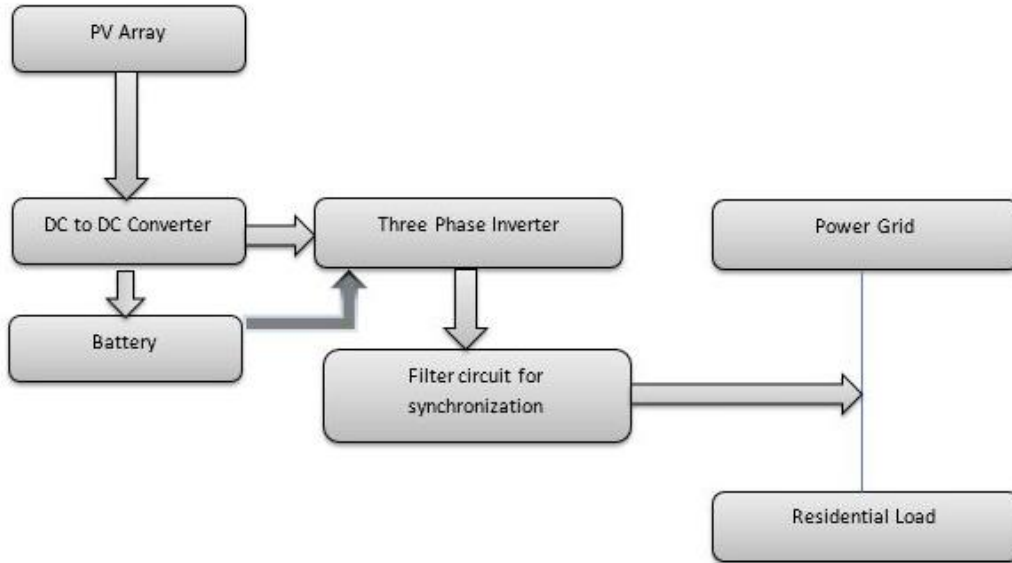 PV Array
DC to DC Converter
Three Phase Inverter
Power Grid
Battery
Filter circuit for
synchronization
Residential Load